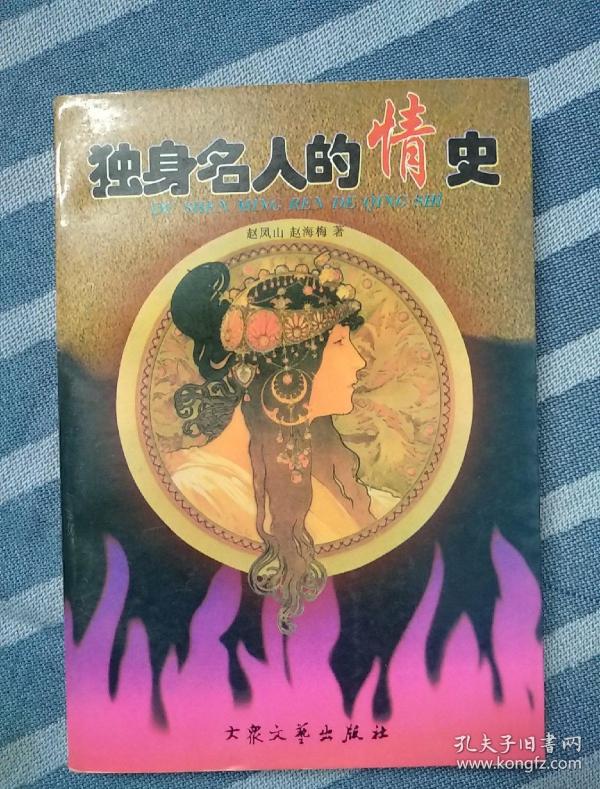 独身名人的情史
DU SHEN MING REN DE QING SHI
赵凤山 赵海梅 著
大众文艺出版社
孔夫子旧书网
www.kongfz.com